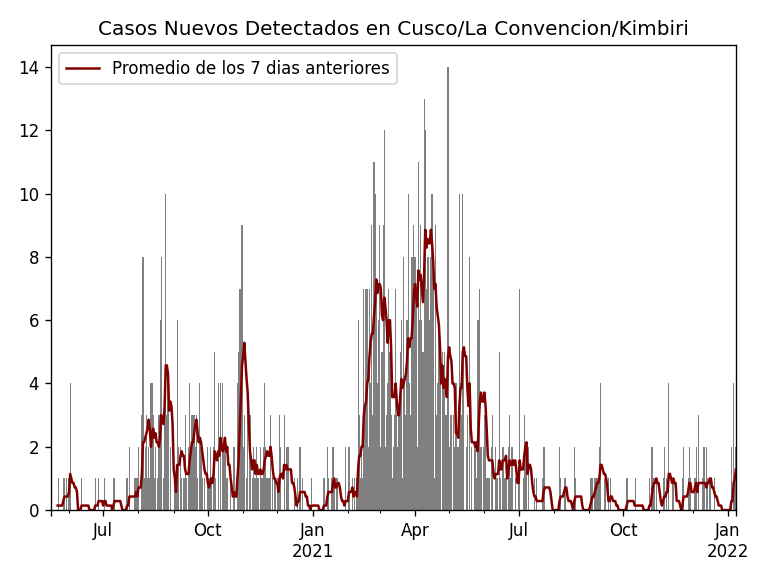 Casos Nuevos Detectados en Cusco/La Convencion/Kimbiri
Promedio de los 7 dias anteriores
14
12
10
8
6
4
2
0
Jul
Oct
Jan
2021
Apr
Jul
Oct
Jan
2022